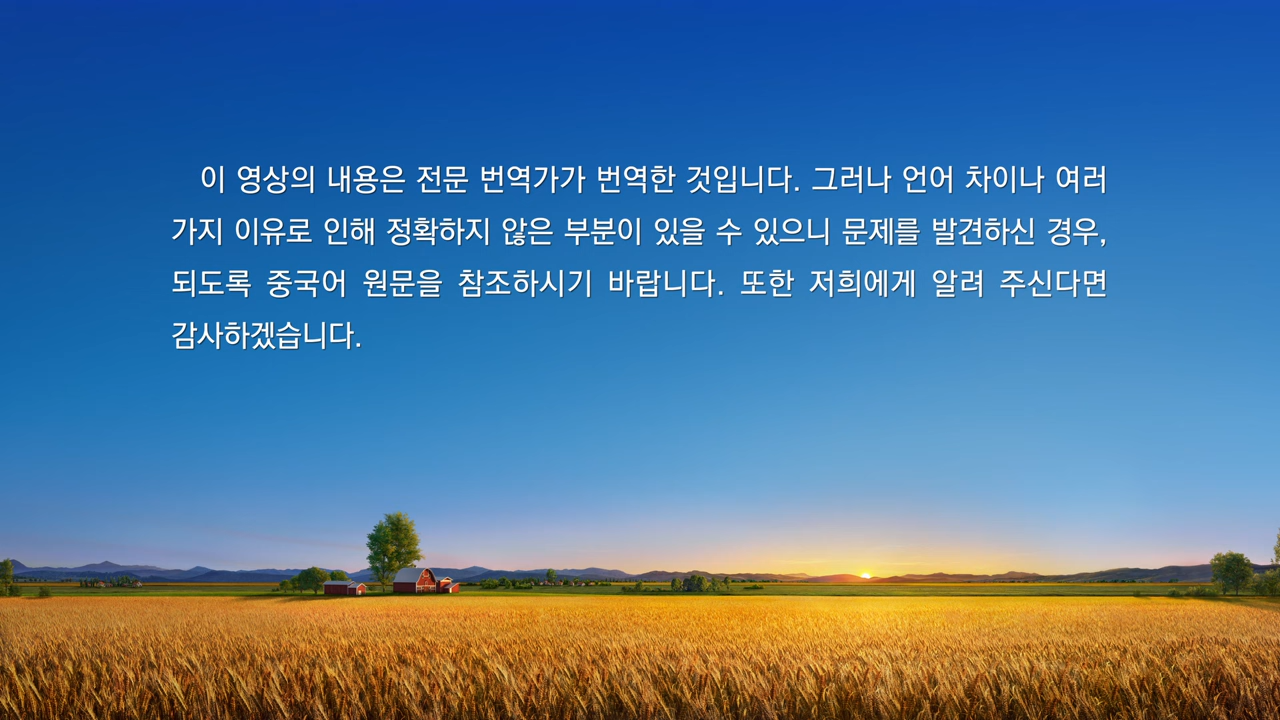 이 영상의 내용은 전문 번역가가 번역한 것입니다. 그러나 언어 차이나 여러
가지 이유로 인해 정확하지 않은 부분이 있을 수 있으니 문제를 발견하신 경우,
되도록 중국어 원문을 참조하시기 바랍니다. 또한 저희에게 알려 주신다면
감사하겠습니다.